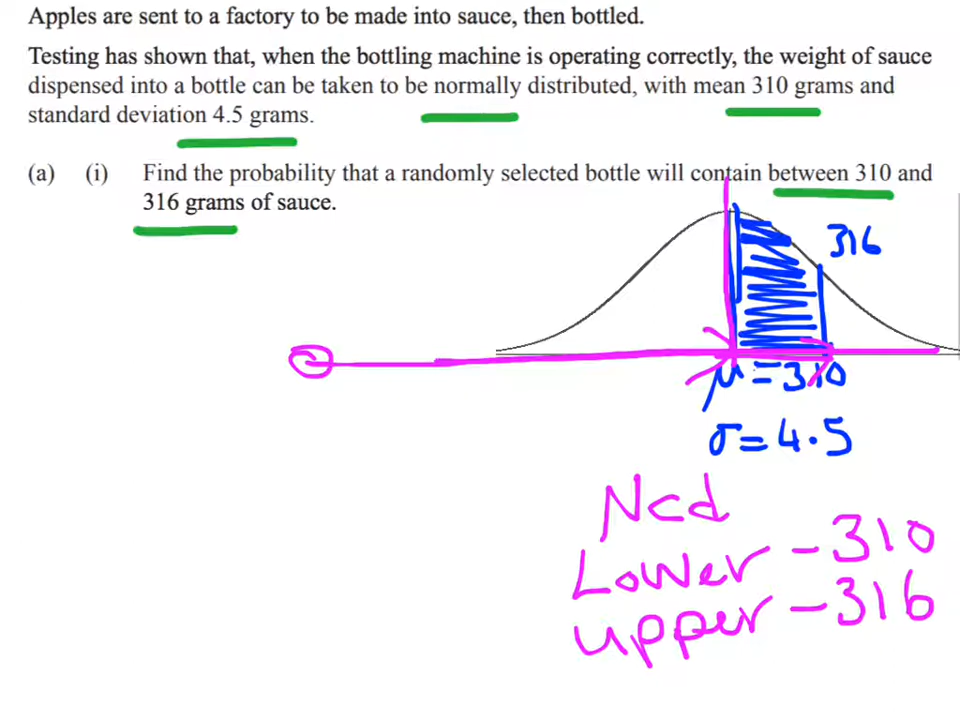 Apples are sent to a factory to be made into sauce, then bottled.
Testing has shown that, when the bottling machine is operating correctly, the weight of sauce
dispensed into a bottle can be taken to be normally distributed, with mean 310 grams and
standard deviation 4.5 grams.
(a) (i) Find the probability that a randomly selected bottle will contain between 310 and
316 grams of sauce.
316
μ = 310
σ = 4.5
Ncd
Lower - 310
upper - 316